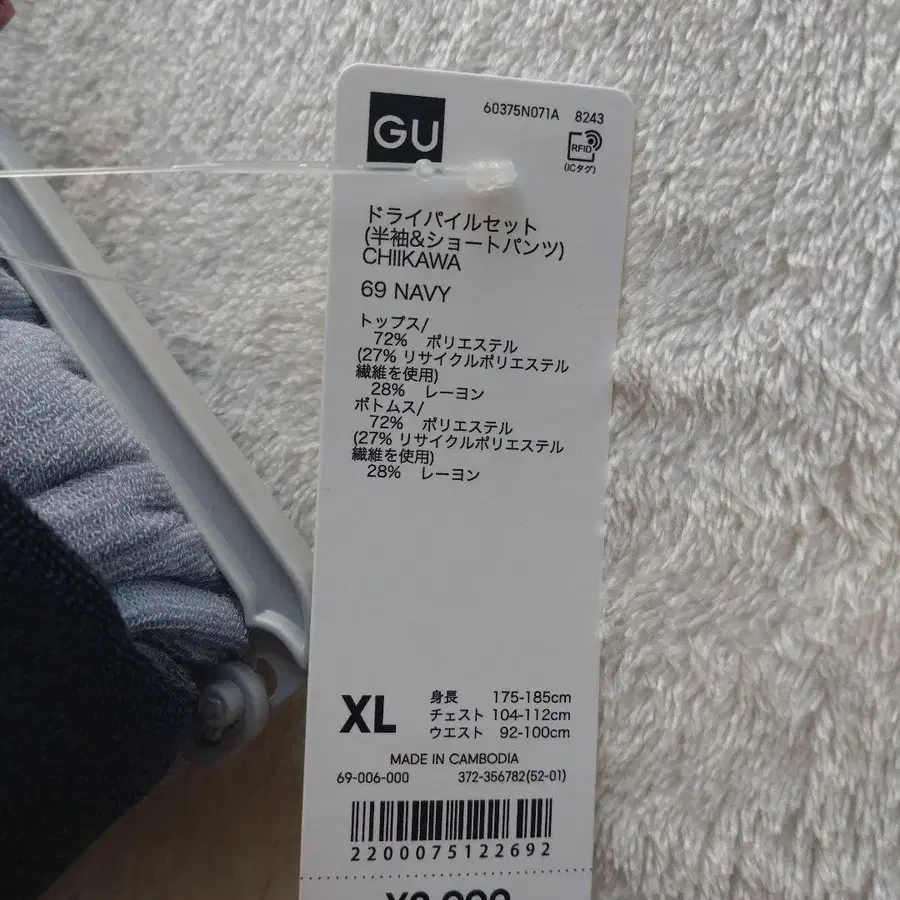 GU
60375N071A 8243
RFID
(ICタグ)
ドライパイルセット
(半袖&ショートパンツ)
CHIIKAWA
69 NAVY
トップス/
72% ポリエステル
(27% リサイクルポリエステル
繊維を使用)
28% レーヨン
ボトムス/
72% ポリエステル
(27% リサイクルポリエステル
繊維を使用)
28% レーヨン
XL
身長 175-185cm
チェスト 104-112cm
ウエスト 92-100cm
MADE IN CAMBODIA
69-006-000 372-356782(52-01)
2200075122692